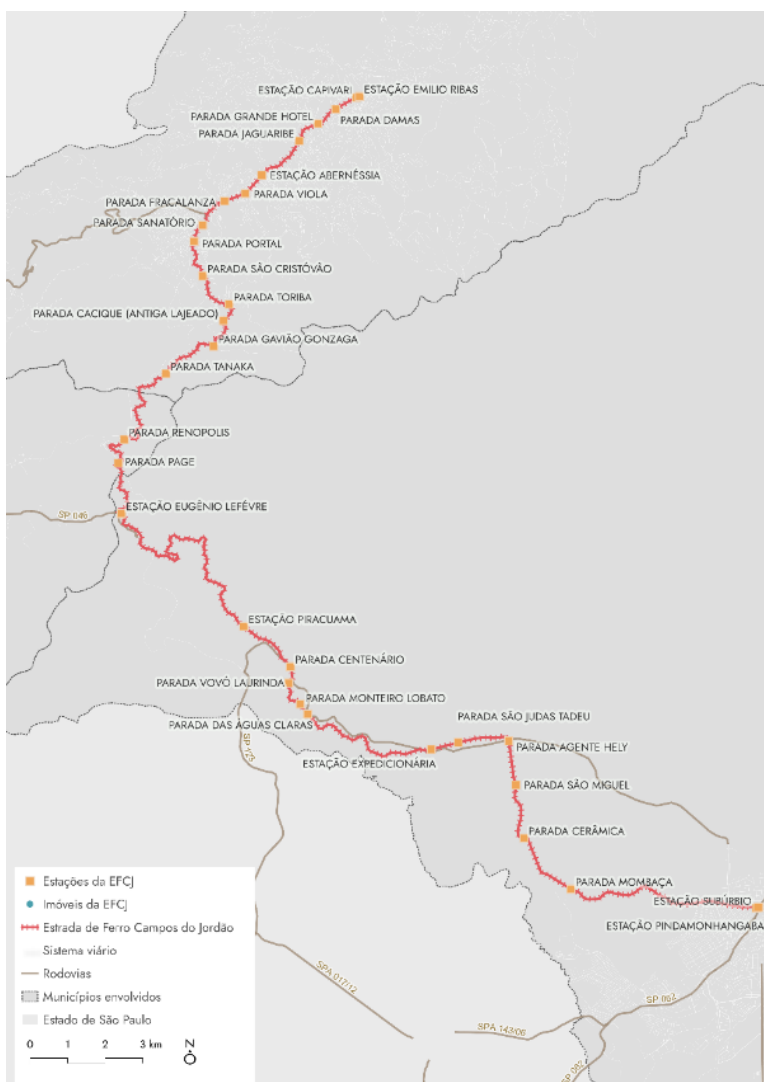 ESTAÇÃO CAPIVARI
ESTAÇÃO EMILIO RIBAS
PARADA GRANDE HOTEL
PARADA DAMAS
PARADA JAGUARIBE
ESTAÇÃO ABERNÉSSIA
PARADA VIOLA
PARADA FRACALANZA
PARADA SANATÓRIO
PARADA PORTAL
PARADA SÃO CRISTÓVÃO
PARADA TORIBA
PARADA CACIQUE (ANTIGA LAJEADO)
PARADA GAVIÃO GONZAGA
PARADA TANAKA
PARADA RENOPOLIS
PARADA PAGE
ESTAÇÃO EUGÊNIO LEFÉVRE
SP 046
ESTAÇÃO PIRACUAMA
PARADA CENTENÁRIO
PARADA VOVÓ LAURINDA
PARADA MONTEIRO LOBATO
PARADA DAS ÁGUAS CLARAS
PARADA SÃO JUDAS TADEU
SP 123
ESTAÇÃO EXPEDICIONÁRIA
PARADA AGENTE HELY
PARADA SÃO MIGUEL
PARADA CERÂMICA
PARADA MOMBAÇA
ESTAÇÃO SUBÚRBIO
ESTAÇÃO PINDAMONHANGABA
SPA 017/12
SP 062
SPA 143/06
SP 062
Estações da EFCJ
Imóveis da EFCJ
Estrada de Ferro Campos do Jordão
Sistema viário
Rodovias
Municípios envolvidos
Estado de São Paulo
0 1 2 3 km
N